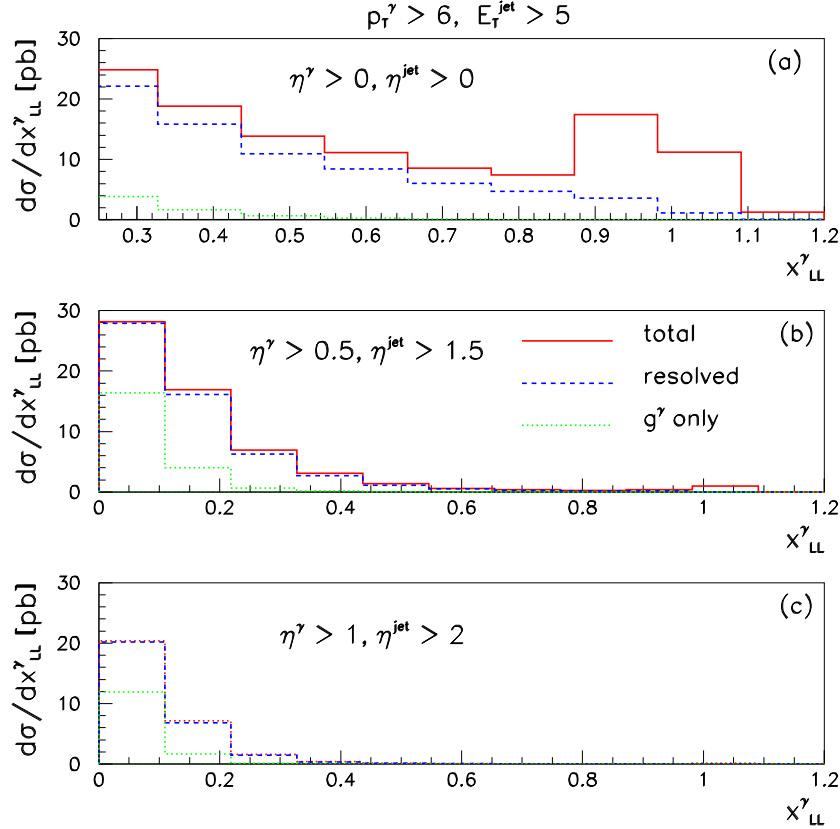 p_T^γ > 6, E_T^jet > 5
30
20
10
0
dσ/dx^γ_LL [pb]
η^γ > 0, η^jet > 0
(a)
0.3 0.4 0.5 0.6 0.7 0.8 0.9 1 1.1 1.2
x^γ_LL
30
20
10
0
dσ/dx^γ_LL [pb]
η^γ > 0.5, η^jet > 1.5
(b)
total
resolved
g^γ only
0 0.2 0.4 0.6 0.8 1 1.2
x^γ_LL
30
20
10
0
dσ/dx^γ_LL [pb]
η^γ > 1, η^jet > 2
(c)
0 0.2 0.4 0.6 0.8 1 1.2
x^γ_LL